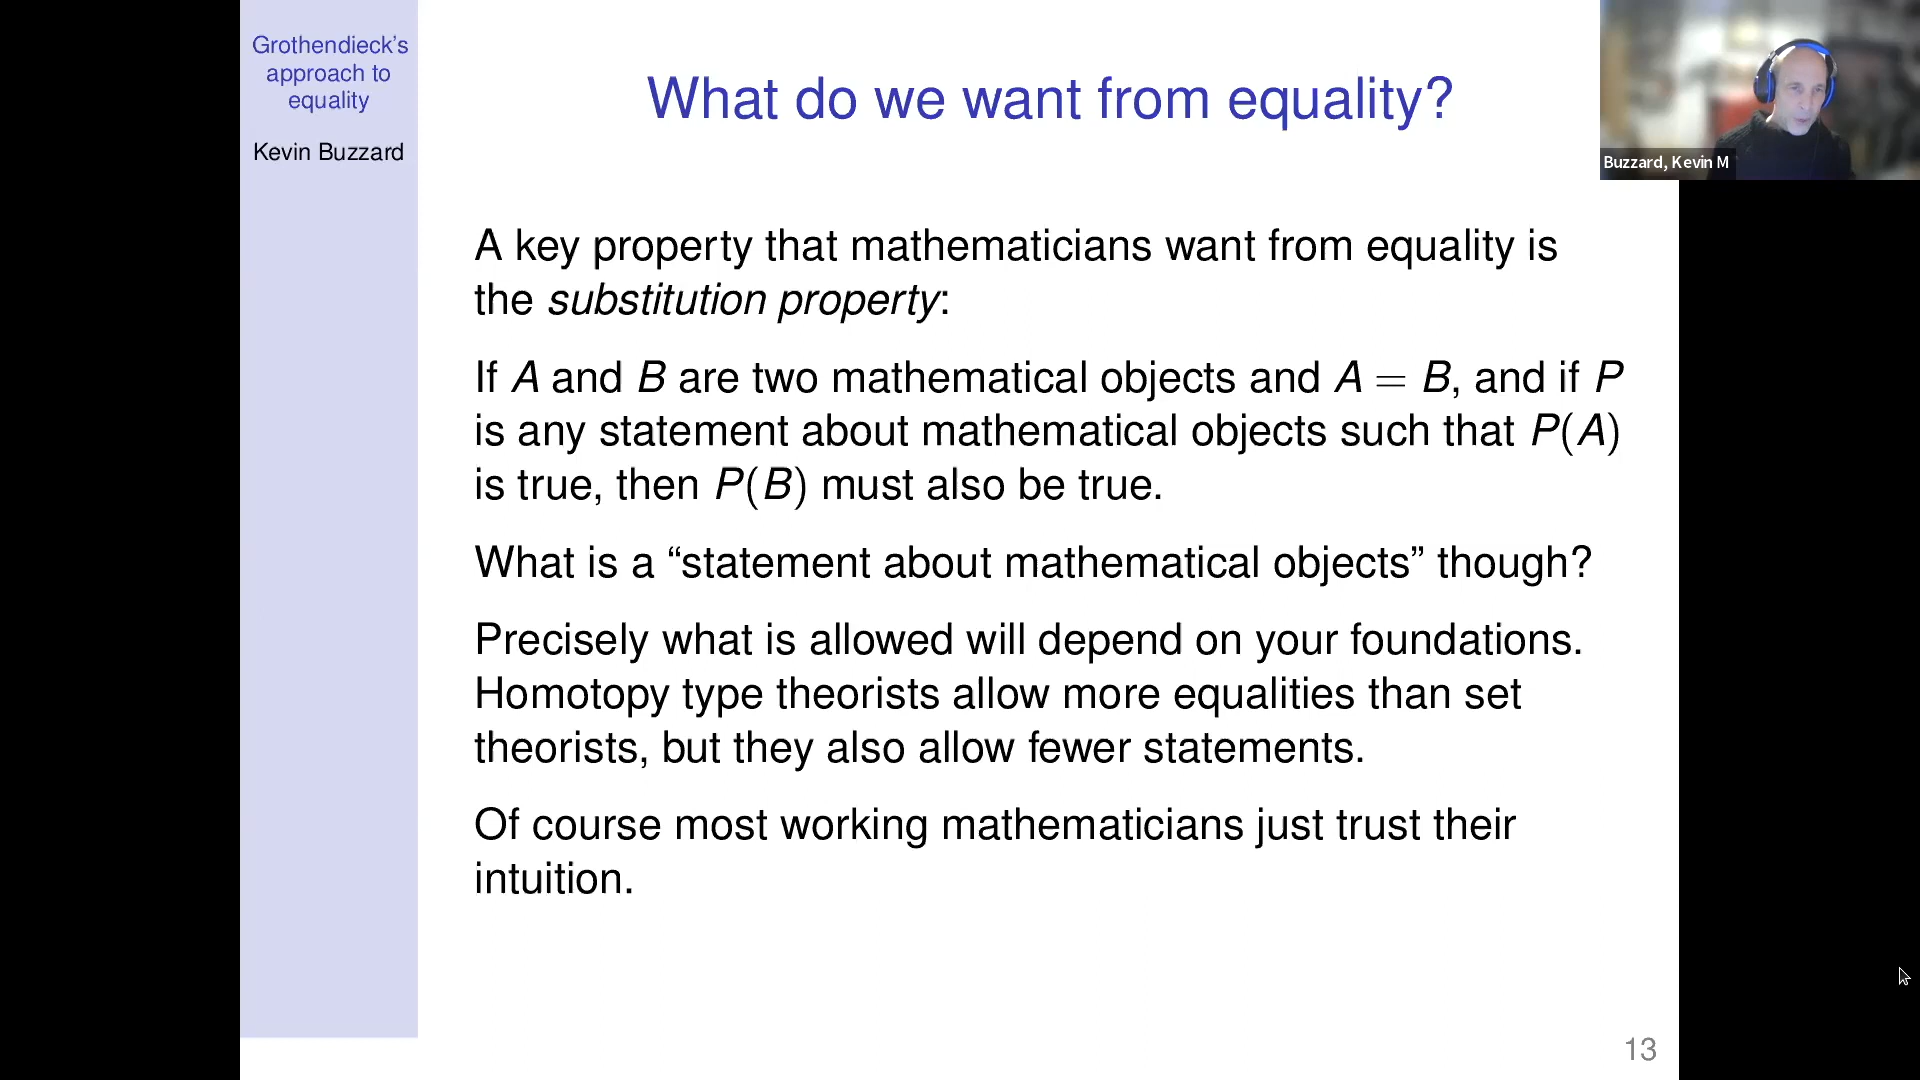 Grothendieck’s
approach to
equality
Kevin Buzzard
What do we want from equality?
Buzzard, Kevin M
A key property that mathematicians want from equality is
the substitution property:
If A and B are two mathematical objects and A = B, and if P
is any statement about mathematical objects such that P(A)
is true, then P(B) must also be true.
What is a “statement about mathematical objects” though?
Precisely what is allowed will depend on your foundations.
Homotopy type theorists allow more equalities than set
theorists, but they also allow fewer statements.
Of course most working mathematicians just trust their
intuition.
13